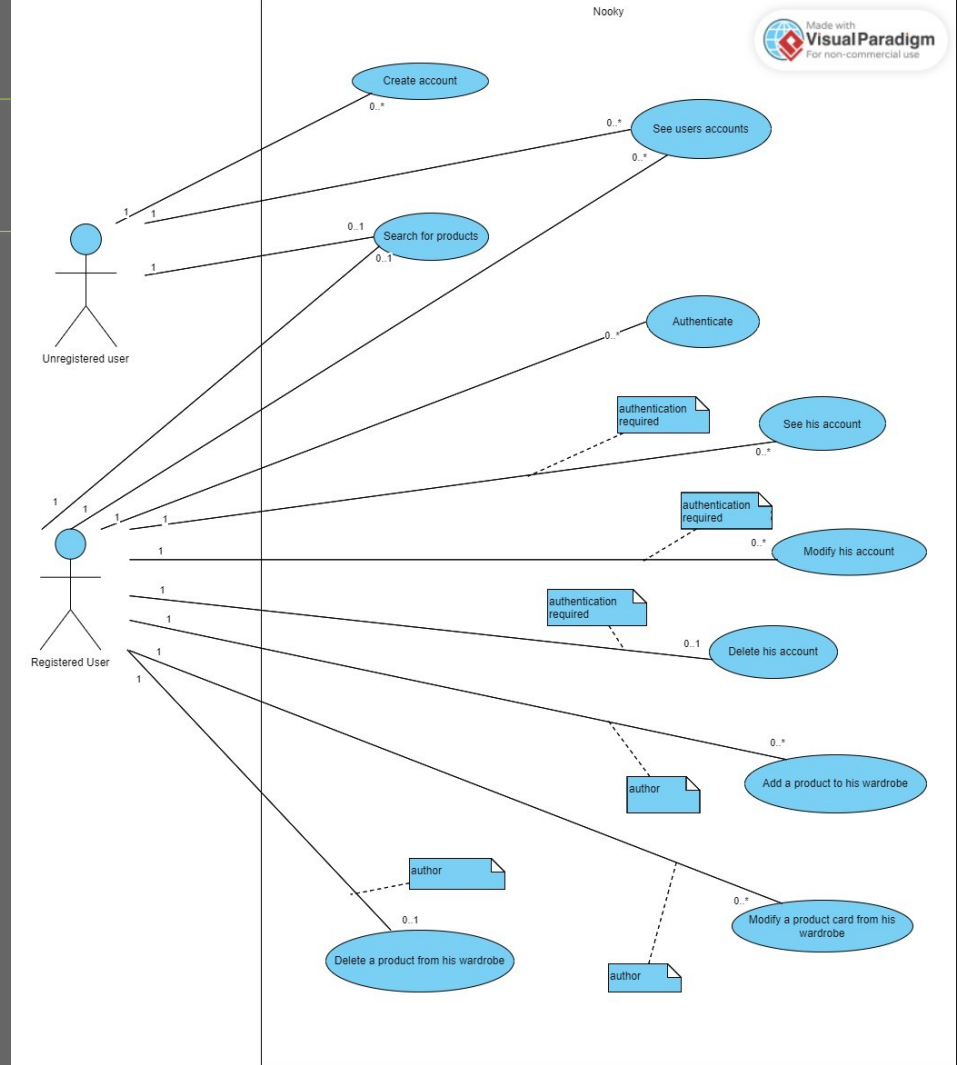 Nooky
Made with
Visual Paradigm
For non-commercial use
Create account
0..*
0..*
See users accounts
0..*
1
1
0..1
Search for products
1
0..1
Authenticate
0..*
Unregistered user
authentication
required
See his account
0..*
1
1
1
1
authentication
required
0..*
Modify his account
1
authentication
required
1
0..1
Delete his account
1
Registered User
1
1
0..*
Add a product to his wardrobe
author
author
0..*
Modify a product card from his
wardrobe
0..1
Delete a product from his wardrobe
author